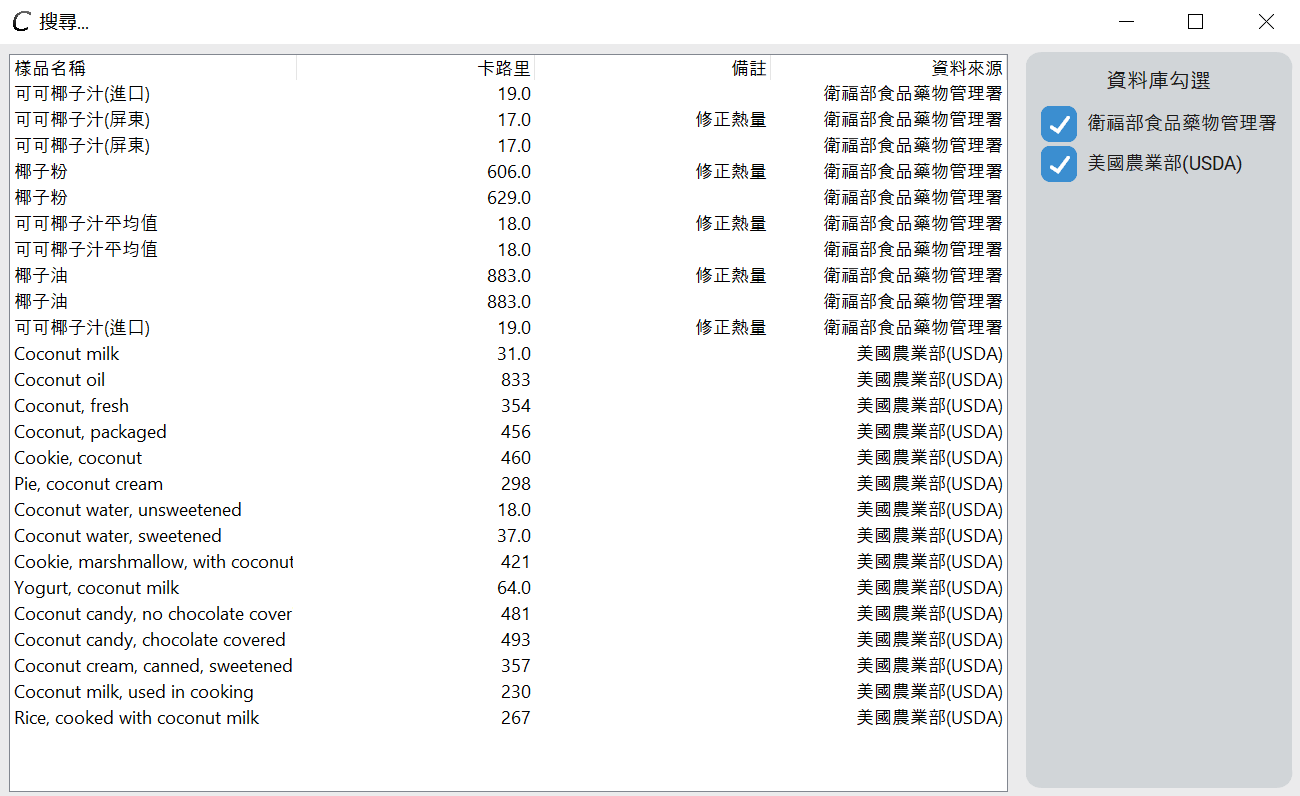 C 搜尋...
樣品名稱 卡路里 備註 資料來源
可可椰子汁(進口) 19.0 衛福部食品藥物管理署
可可椰子汁(屏東) 17.0 修正熱量 衛福部食品藥物管理署
可可椰子汁(屏東) 17.0 衛福部食品藥物管理署
椰子粉 606.0 修正熱量 衛福部食品藥物管理署
椰子粉 629.0 衛福部食品藥物管理署
可可椰子汁平均值 18.0 修正熱量 衛福部食品藥物管理署
可可椰子汁平均值 18.0 衛福部食品藥物管理署
椰子油 883.0 修正熱量 衛福部食品藥物管理署
椰子油 883.0 衛福部食品藥物管理署
可可椰子汁(進口) 19.0 修正熱量 衛福部食品藥物管理署
Coconut milk 31.0 美國農業部(USDA)
Coconut oil 833 美國農業部(USDA)
Coconut, fresh 354 美國農業部(USDA)
Coconut, packaged 456 美國農業部(USDA)
Cookie, coconut 460 美國農業部(USDA)
Pie, coconut cream 298 美國農業部(USDA)
Coconut water, unsweetened 18.0 美國農業部(USDA)
Coconut water, sweetened 37.0 美國農業部(USDA)
Cookie, marshmallow, with coconut 421 美國農業部(USDA)
Yogurt, coconut milk 64.0 美國農業部(USDA)
Coconut candy, no chocolate cover 481 美國農業部(USDA)
Coconut candy, chocolate covered 493 美國農業部(USDA)
Coconut cream, canned, sweetened 357 美國農業部(USDA)
Coconut milk, used in cooking 230 美國農業部(USDA)
Rice, cooked with coconut milk 267 美國農業部(USDA)
資料庫勾選
衛福部食品藥物管理署
美國農業部(USDA)